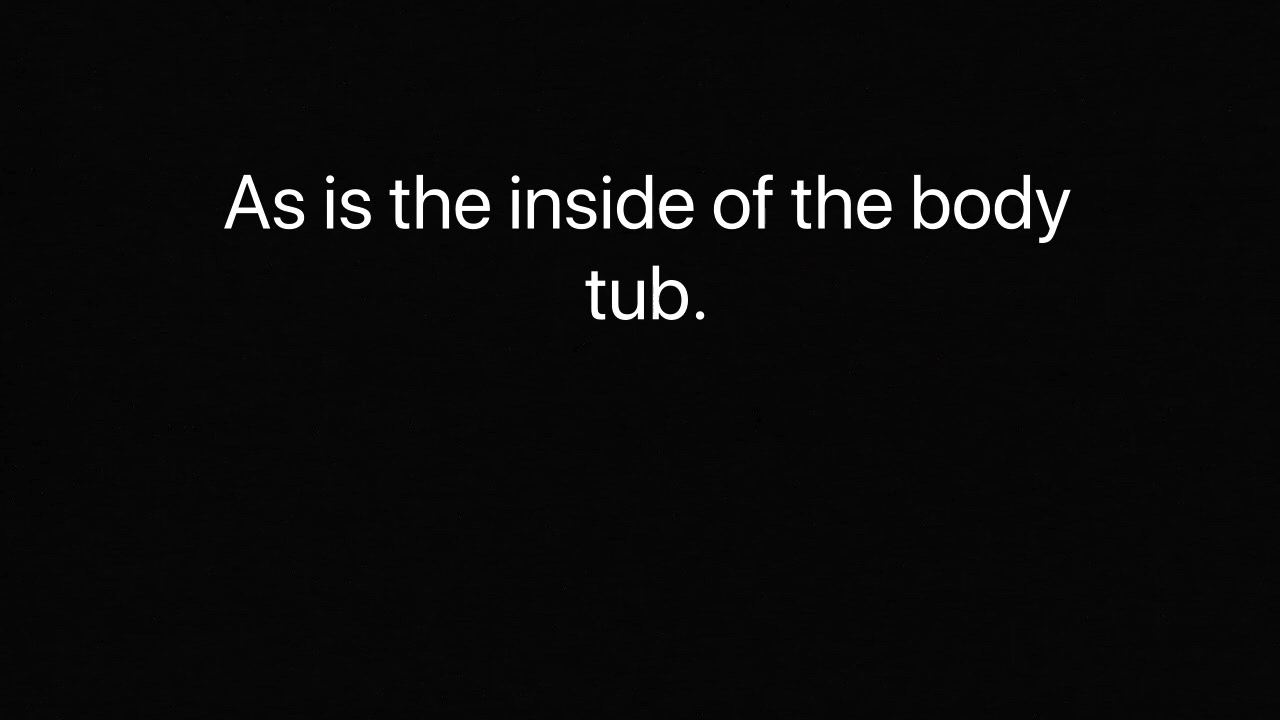 As is the inside of the body
tub.